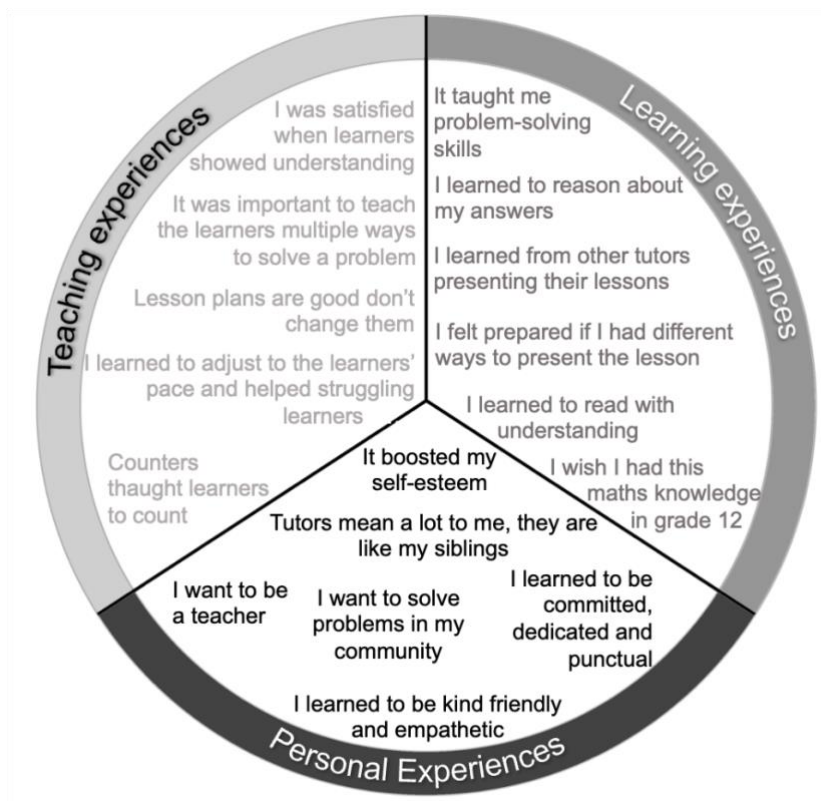 Teaching experiences
I was satisfied
when learners
showed understanding
It was important to teach
the learners multiple ways
to solve a problem
Lesson plans are good don't
change them
I learned to adjust to the learners'
pace and helped struggling
learners
Counters
thaught learners
to count
Learning experiences
It taught me
problem-solving
skills
I learned to reason about
my answers
I learned from other tutors
presenting their lessons
I felt prepared if I had different
ways to present the lesson
I learned to read with
understanding
I wish I had this
maths knowledge
in grade 12
It boosted my
self-esteem
Tutors mean a lot to me, they are
like my siblings
I want to be
a teacher
I want to solve
problems in my
community
I learned to be
committed,
dedicated and
punctual
I learned to be kind friendly
and empathetic
Personal Experiences